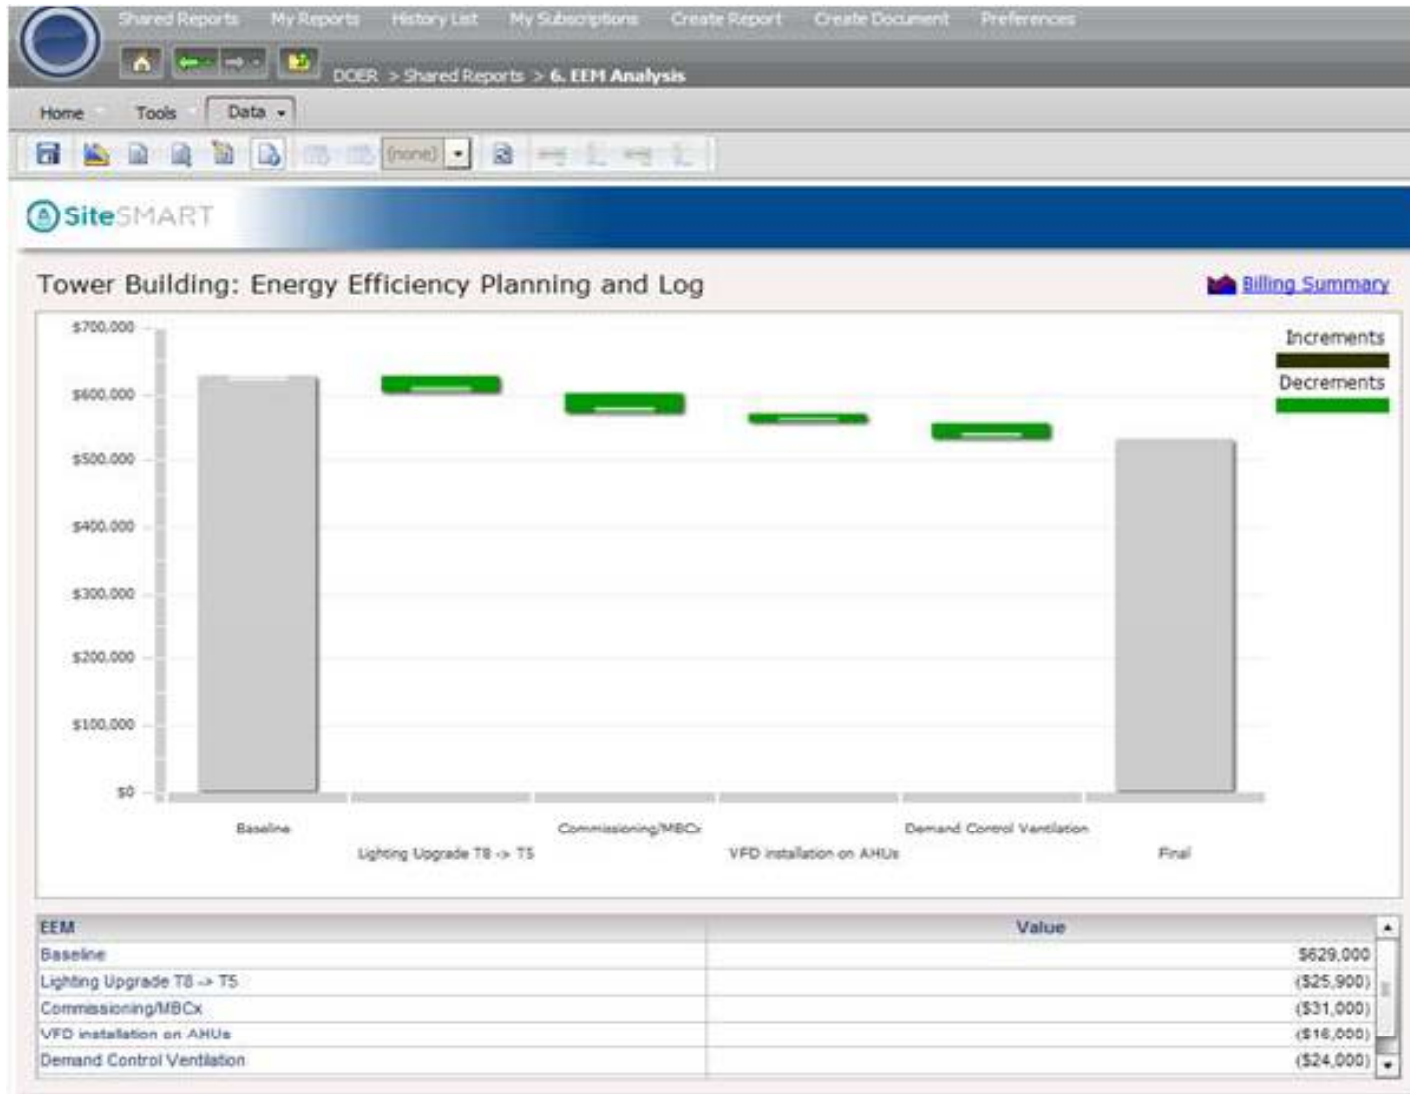 Shared Reports My Reports History List My Subscriptions Create Report Create Document Preferences
DOER > Shared Reports > 6. EEM Analysis
Home Tools Data
(none)
SiteSMART
Tower Building: Energy Efficiency Planning and Log
Billing Summary
$700,000
$600,000
$500,000
$400,000
$300,000
$200,000
$100,000
$0
Increments
Decrements
Baseline Commissioning/MBCx Demand Control Ventilation
Lighting Upgrade T8 -> T5 VFD installation on AHUs Final
EEM Value
Baseline $629,000
Lighting Upgrade T8 -> T5 ($25,900)
Commissioning/MBCx ($31,000)
VFD installation on AHUs ($16,000)
Demand Control Ventilation ($24,000)